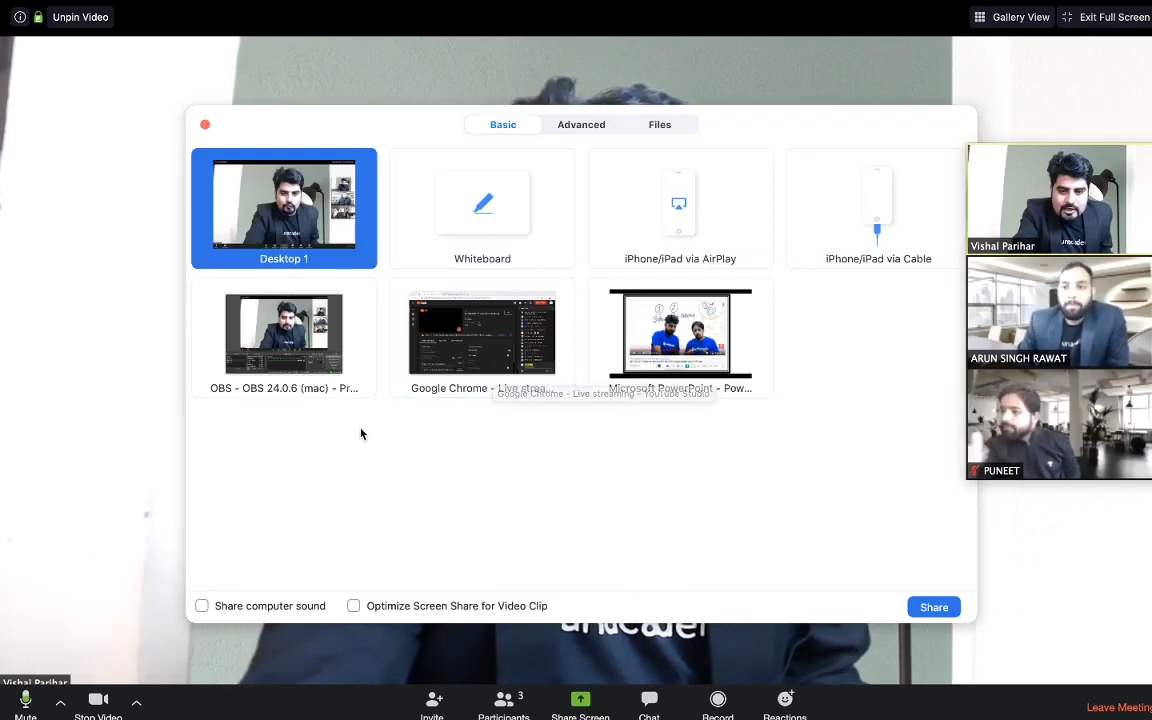 Unpin Video
Gallery View
Exit Full Screen
Basic
Advanced
Files
Desktop 1
Whiteboard
iPhone/iPad via AirPlay
iPhone/iPad via Cable
OBS - OBS 24.0.6 (mac) - Pr...
Google Chrome - Live strea...
Microsoft PowerPoint - Pow...
Google Chrome - Live streaming - YouTube Studio
Vishal Parihar
ARUN SINGH RAWAT
PUNEET
Share computer sound
Optimize Screen Share for Video Clip
Share
Vishal Parihar
Mute
Stop Video
Invite
Participants
3
Share Screen
Chat
Record
Reactions
Leave Meeting